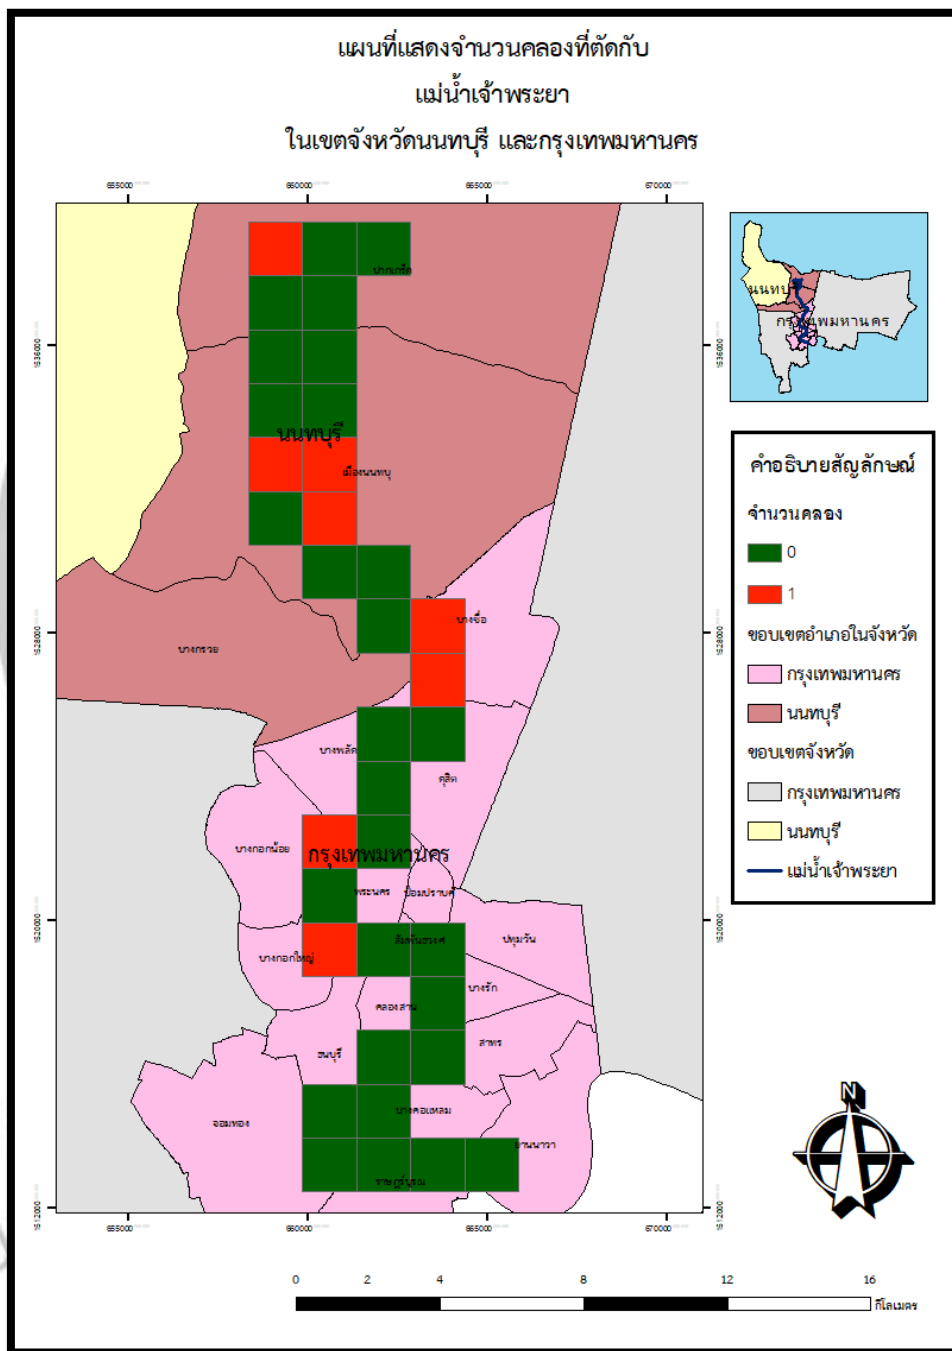 แผนที่แสดงจำนวนคลองที่ตัดกับ
แม่น้ำเจ้าพระยา
ในเขตจังหวัดนนทบุรี และกรุงเทพมหานคร
655000 660000 665000 670000
ปากเกร็ด
1536000 1536000
นนทบุรี
เมืองนนทบุ
บางซื่อ
1528000 1528000
บางกรวย
บางพลัด
ดุสิต
บางกอกน้อย
กรุงเทพมหานคร
พระนคร
ป้อมปราบศั
1520000 1520000
สัมพันธวงศ์
ปทุมวัน
บางกอกใหญ่
บางรัก
คลองสาน
สาทร
ธนบุรี
บางคอแหลม
จอมทอง
ยานนาวา
ราษฎร์บูรณ
1512000 1512000
655000 660000 665000 670000
นนทบุ
กรุงเทพมหานคร
คำอธิบายสัญลักษณ์
จำนวนคลอง
0
1
ขอบเขตอำเภอในจังหวัด
กรุงเทพมหานคร
นนทบุรี
ขอบเขตจังหวัด
กรุงเทพมหานคร
นนทบุรี
แม่น้ำเจ้าพระยา
N
0 2 4 8 12 16
กิโลเมตร